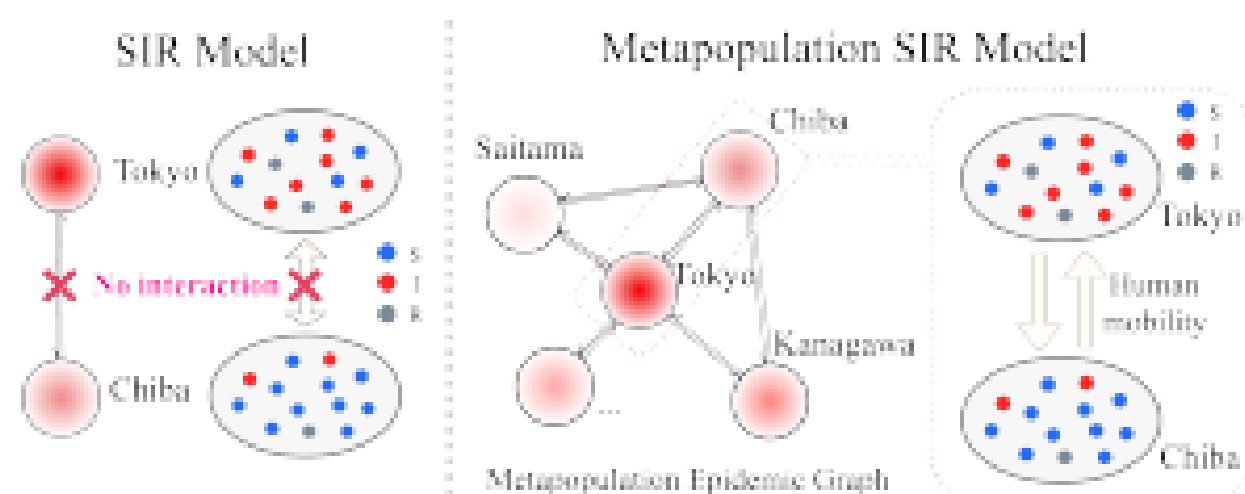 SIR Model
Tokyo
No interaction
S
I
R
Chiba
Metapopulation SIR Model
Chiba
Saitama
Tokyo
Kanagawa
...
Metapopulation Epidemic Graph
S
I
R
Tokyo
Human
mobility
Chiba